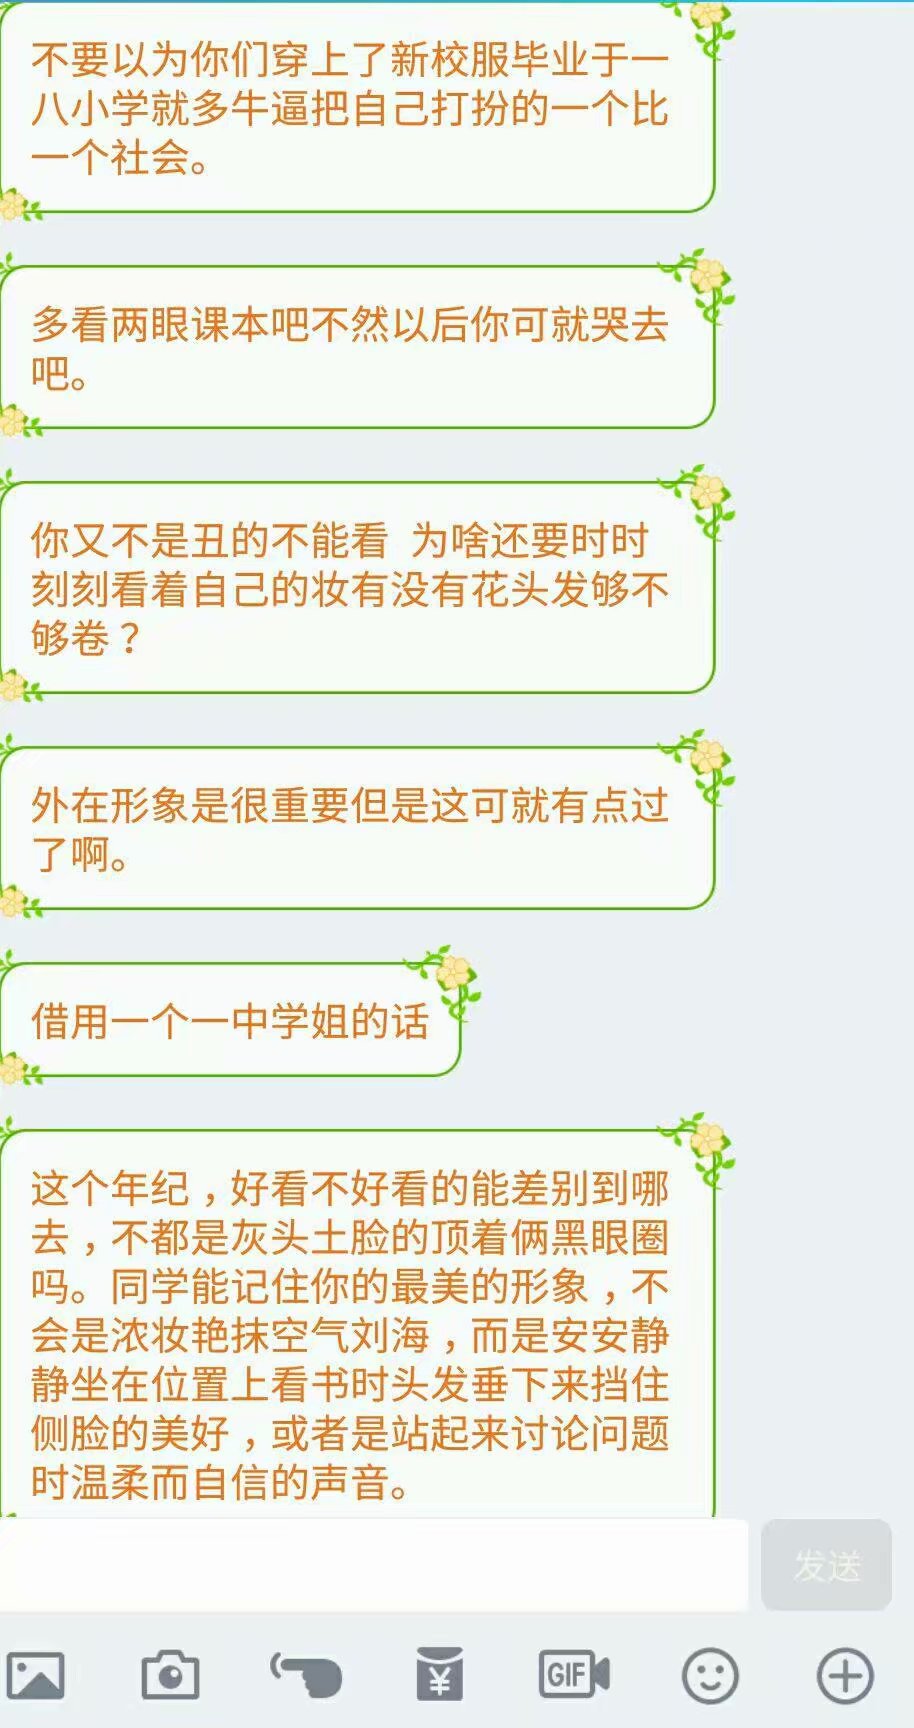 不要以为你们穿上了新校服毕业于一
八小学就多牛逼把自己打扮的一个比
一个社会。
多看两眼课本吧不然以后你可就哭去
吧。
你又不是丑的不能看 为啥还要时时
刻刻看着自己的妆有没有花头发够不
够卷？
外在形象是很重要但是这可就有点过
了啊。
借用一个一中学姐的话
这个年纪，好看不好看的能差别到哪
去，不都是灰头土脸的顶着俩黑眼圈
吗。同学能记住你的最美的形象，不
会是浓妆艳抹空气刘海，而是安安静
静坐在位置上看书时头发垂下来挡住
侧脸的美好，或者是站起来讨论问题
时温柔而自信的声音。
发送
GIF